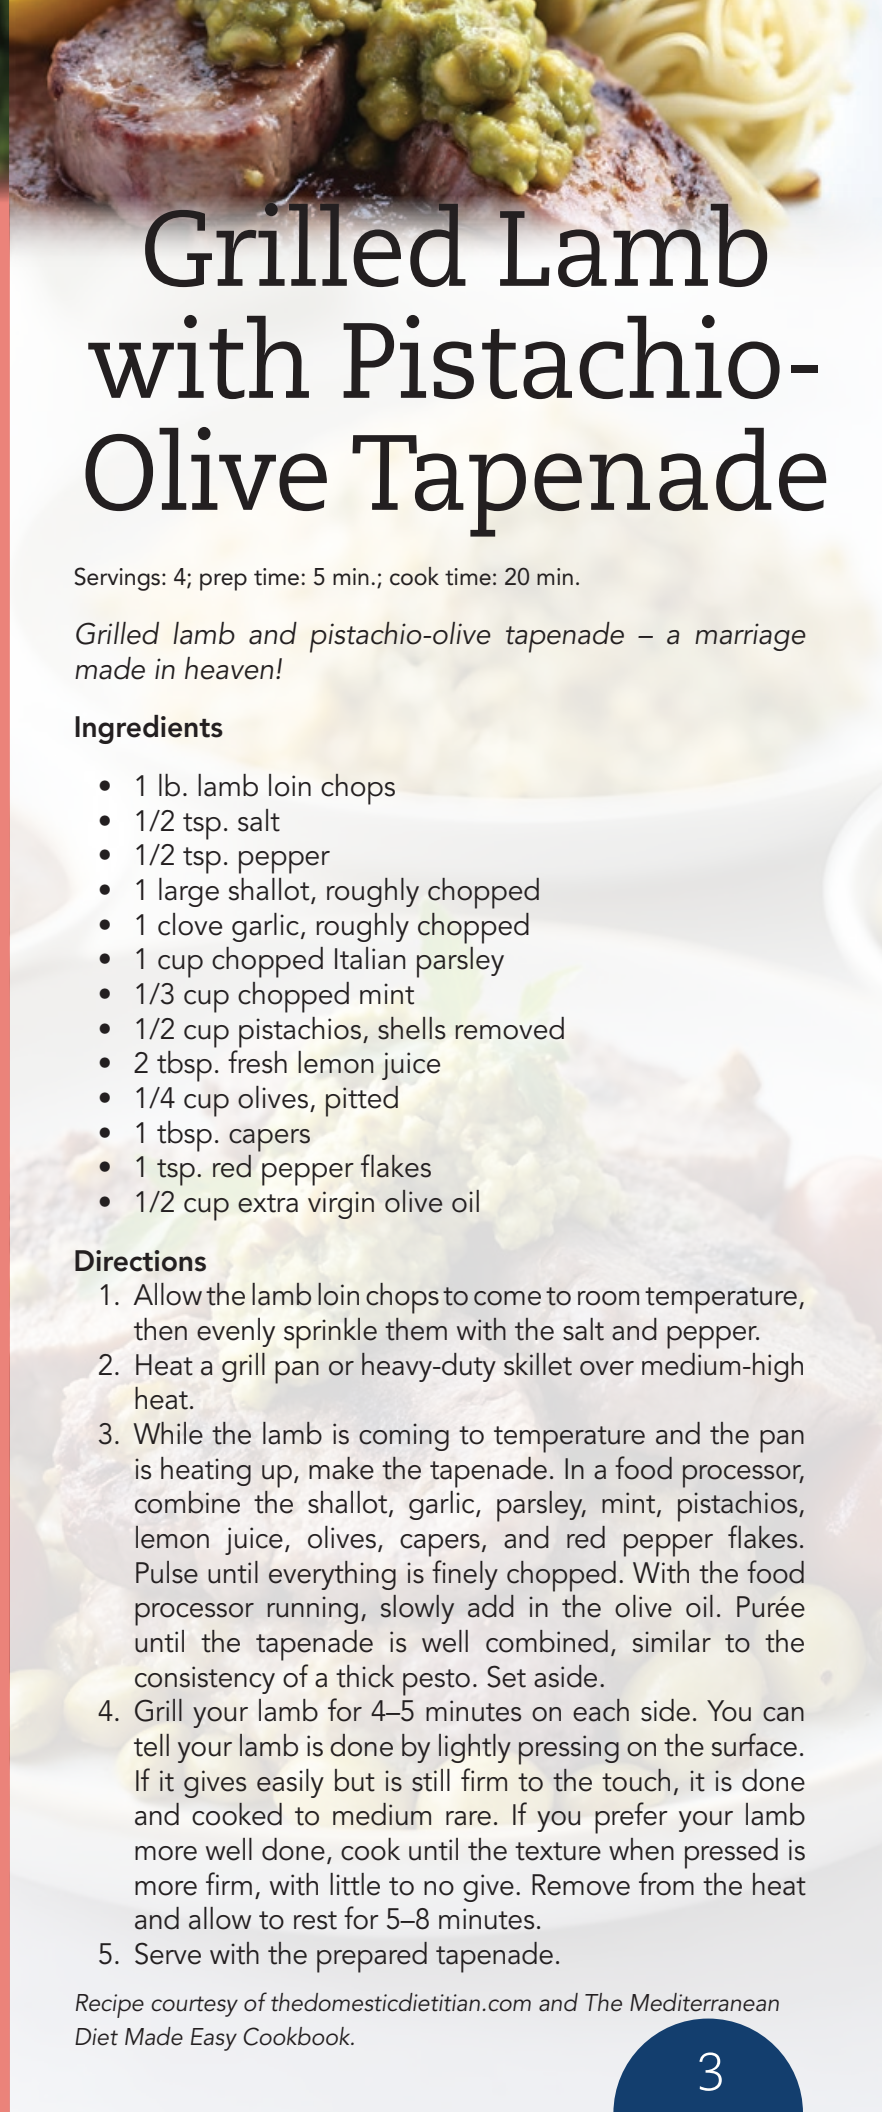 Grilled Lamb
with Pistachio-
Olive Tapenade
Servings: 4; prep time: 5 min.; cook time: 20 min.
Grilled lamb and pistachio-olive tapenade – a marriage
made in heaven!
Ingredients
• 1 lb. lamb loin chops
• 1/2 tsp. salt
• 1/2 tsp. pepper
• 1 large shallot, roughly chopped
• 1 clove garlic, roughly chopped
• 1 cup chopped Italian parsley
• 1/3 cup chopped mint
• 1/2 cup pistachios, shells removed
• 2 tbsp. fresh lemon juice
• 1/4 cup olives, pitted
• 1 tbsp. capers
• 1 tsp. red pepper flakes
• 1/2 cup extra virgin olive oil
Directions
1. Allow the lamb loin chops to come to room temperature,
then evenly sprinkle them with the salt and pepper.
2. Heat a grill pan or heavy-duty skillet over medium-high
heat.
3. While the lamb is coming to temperature and the pan
is heating up, make the tapenade. In a food processor,
combine the shallot, garlic, parsley, mint, pistachios,
lemon juice, olives, capers, and red pepper flakes.
Pulse until everything is finely chopped. With the food
processor running, slowly add in the olive oil. Purée
until the tapenade is well combined, similar to the
consistency of a thick pesto. Set aside.
4. Grill your lamb for 4–5 minutes on each side. You can
tell your lamb is done by lightly pressing on the surface.
If it gives easily but is still firm to the touch, it is done
and cooked to medium rare. If you prefer your lamb
more well done, cook until the texture when pressed is
more firm, with little to no give. Remove from the heat
and allow to rest for 5–8 minutes.
5. Serve with the prepared tapenade.
Recipe courtesy of thedomesticdietitian.com and The Mediterranean
Diet Made Easy Cookbook.
3